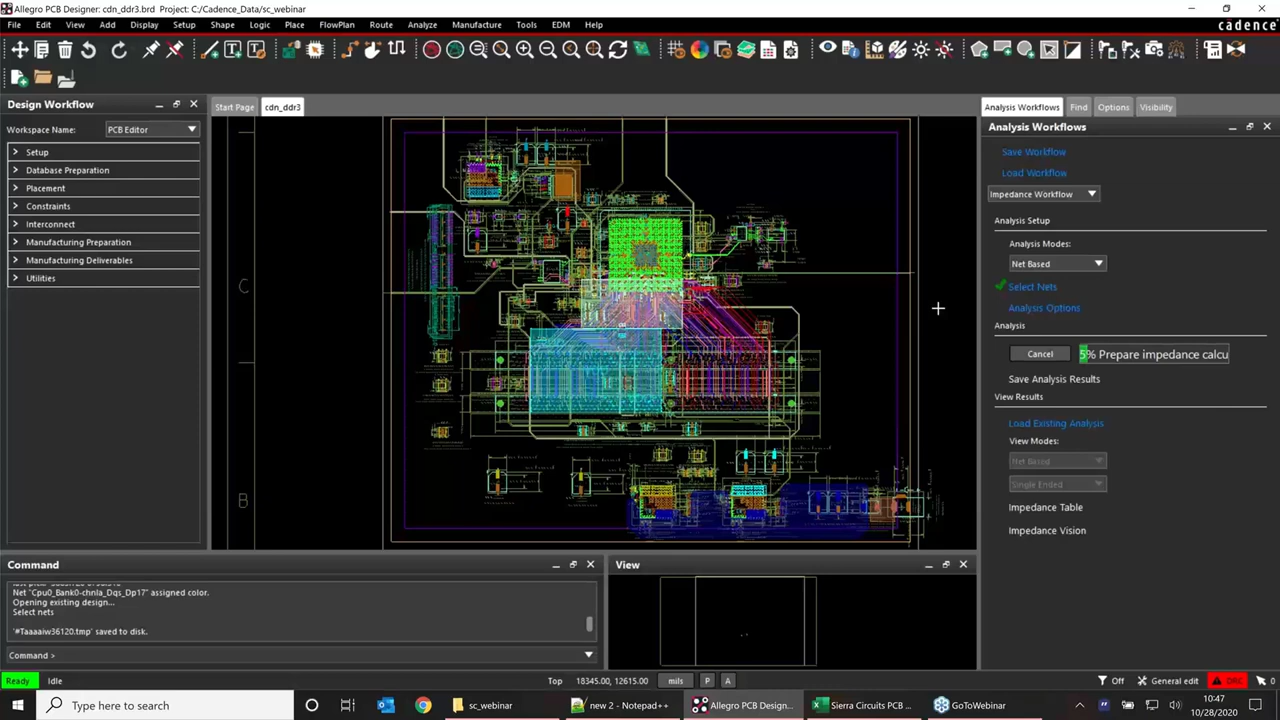 Allegro PCB Designer: cdn_ddr3.brd Project: C:/Cadence_Data/sc_webinar
File Edit View Add Display Setup Shape Logic Place FlowPlan Route Analyze Manufacture Tools EDM Help
cādence
Design Workflow
Workspace Name: PCB Editor
> Setup
> Database Preparation
> Placement
> Constraints
> Interconnect
> Manufacturing Preparation
> Manufacturing Deliverables
> Utilities
Start Page cdn_ddr3
C
B
Analysis Workflows Find Options Visibility
Analysis Workflows
Save Workflow
Load Workflow
Impedance Workflow
Analysis Setup
Analysis Modes:
Net Based
Select Nets
Analysis Options
Analysis
Cancel 5% Prepare impedance calcu
Save Analysis Results
View Results
Load Existing Analysis
View Modes:
Net Based
Single Ended
Impedance Table
Impedance Vision
Command
Net "Cpu0_Bank0-chnla_Dqs_Dp17" assigned color.
Opening existing design...
Select nets
'#Taaaaiw36120.tmp' saved to disk.
Command >
View
Ready Idle Top 18345.00, 12615.00 mils P A Off General edit DRC 0
Type here to search
sc_webinar
new 2 - Notepad++
Allegro PCB Design...
Sierra Circuits PCB ...
GoToWebinar
10:47
10/28/2020